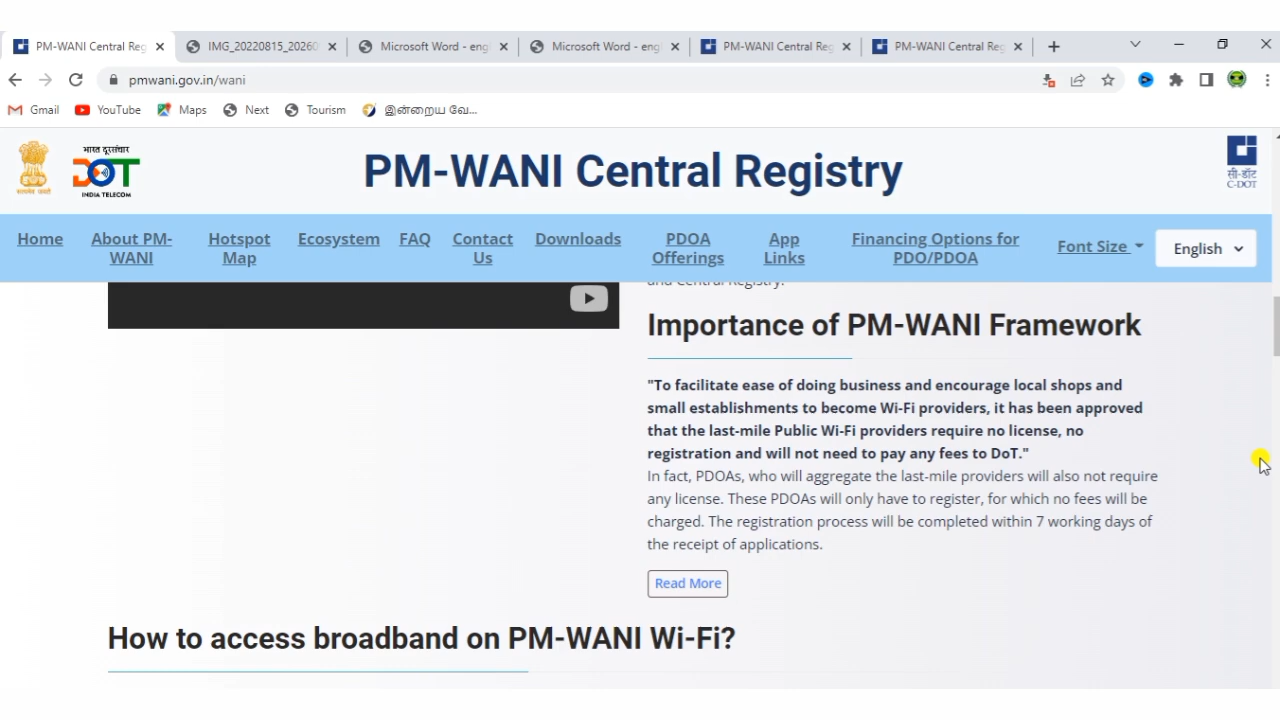 PM-WANI Central Reg
IMG_20220815_20260
Microsoft Word - eng
Microsoft Word - eng
PM-WANI Central Reg
PM-WANI Central Reg
pmwani.gov.in/wani
Gmail
YouTube
Maps
Next
Tourism
இன்றைய வே...
भारत दूरसंचार
DOT
INDIA TELECOM
PM-WANI Central Registry
सी-डॉट
C-DOT
Home
About PM-
WANI
Hotspot
Map
Ecosystem
FAQ
Contact
Us
Downloads
PDOA
Offerings
App
Links
Financing Options for
PDO/PDOA
Font Size
English
and Central Registry.
Importance of PM-WANI Framework
"To facilitate ease of doing business and encourage local shops and
small establishments to become Wi-Fi providers, it has been approved
that the last-mile Public Wi-Fi providers require no license, no
registration and will not need to pay any fees to DoT."
In fact, PDOAs, who will aggregate the last-mile providers will also not require
any license. These PDOAs will only have to register, for which no fees will be
charged. The registration process will be completed within 7 working days of
the receipt of applications.
Read More
How to access broadband on PM-WANI Wi-Fi?